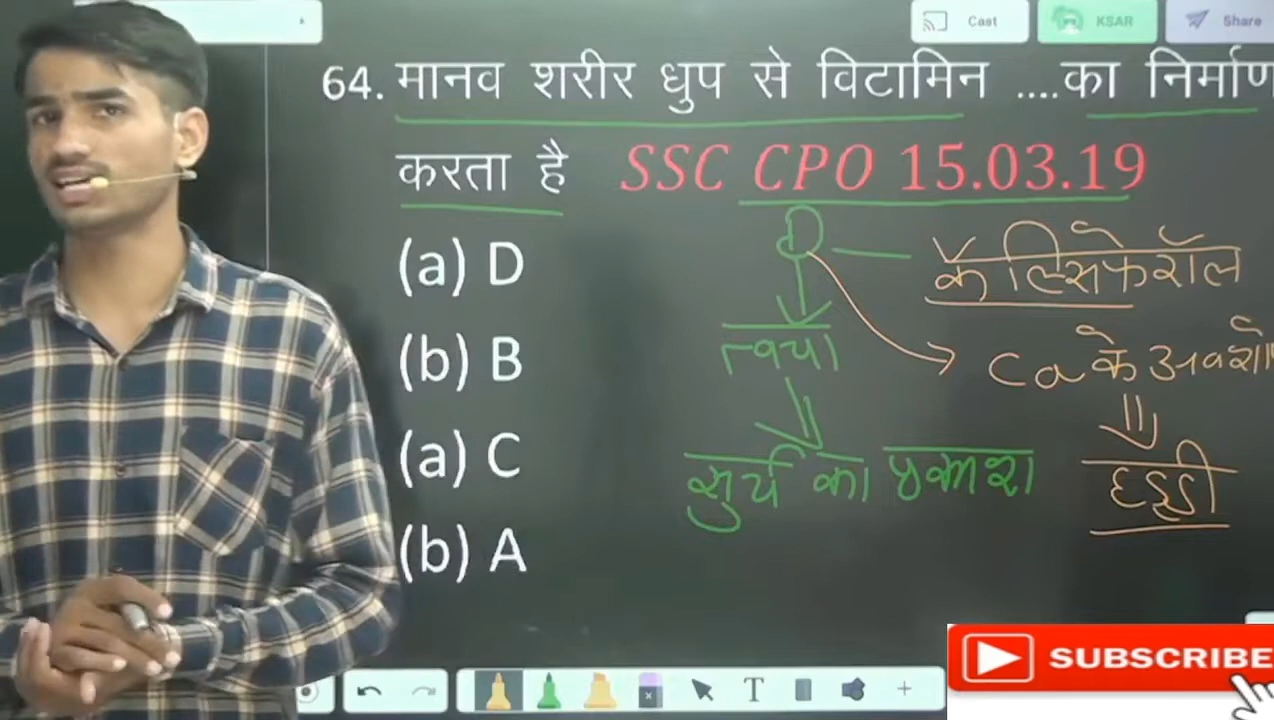 Cast KSAR Share
64. मानव शरीर धुप से विटामिन ....का निर्माण
करता है SSC CPO 15.03.19
(a) D
(b) B
(a) C
(b) A
D
त्वचा
सुर्य का प्रकाश
कैल्सिफेरॉल
Ca के अवशो
हड्डी
T
SUBSCRIBE